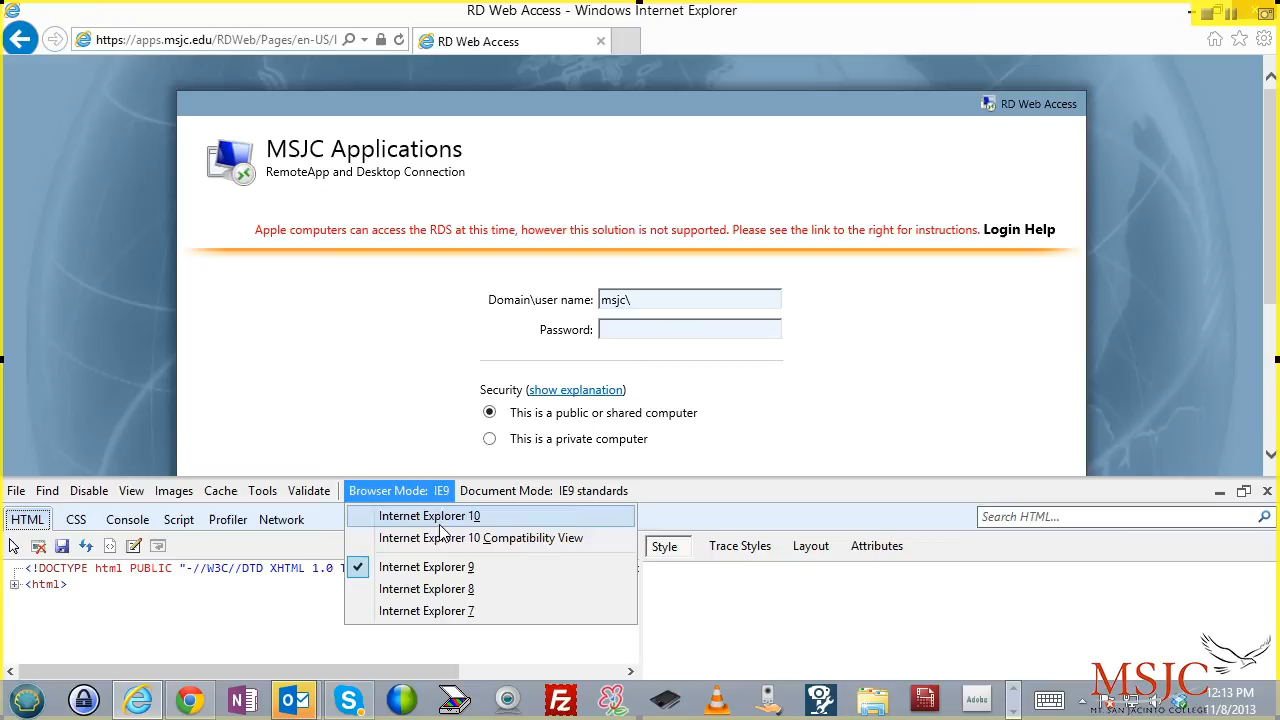 RD Web Access - Windows Internet Explorer
https://apps.msjc.edu/RDWeb/Pages/en-US/l
RD Web Access
RD Web Access
MSJC Applications
RemoteApp and Desktop Connection
Apple computers can access the RDS at this time, however this solution is not supported. Please see the link to the right for instructions. Login Help
Domain\user name: msjc\
Password:
Security (show explanation)
This is a public or shared computer
This is a private computer
File Find Disable View Images Cache Tools Validate Browser Mode: IE9 Document Mode: IE9 standards
HTML CSS Console Script Profiler Network
Search HTML...
Internet Explorer 10
Internet Explorer 10 Compatibility View
Internet Explorer 9
Internet Explorer 8
Internet Explorer 7
Style Trace Styles Layout Attributes
<!DOCTYPE html PUBLIC "-//W3C//DTD XHTML 1.0 T
<html>
Adobe
MSJC
MT. SAN JACINTO COLLEGE
12:13 PM
11/8/2013